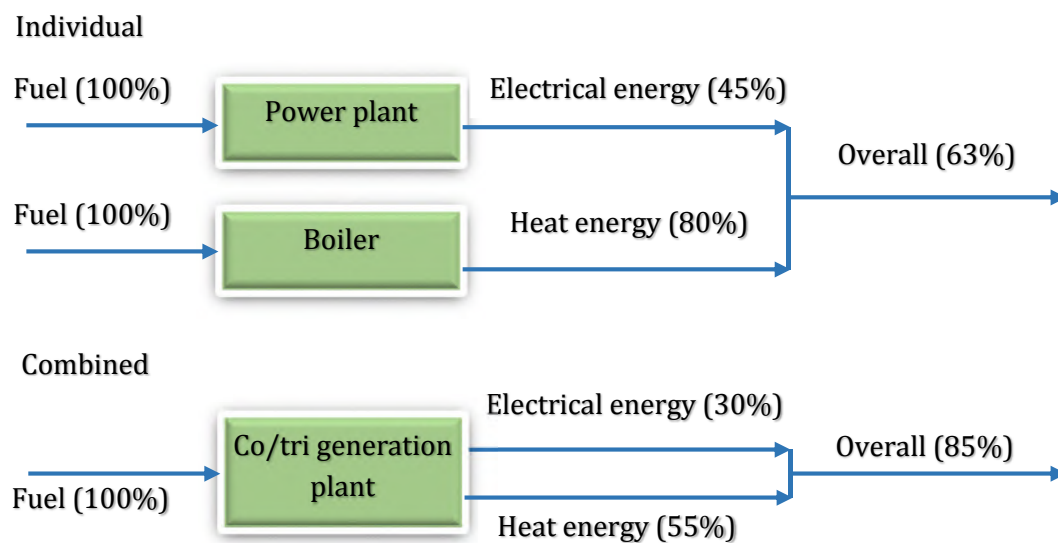 Individual
Fuel (100%)
Power plant
Electrical energy (45%)
Overall (63%)
Fuel (100%)
Boiler
Heat energy (80%)
Combined
Fuel (100%)
Co/tri generation
plant
Electrical energy (30%)
Overall (85%)
Heat energy (55%)